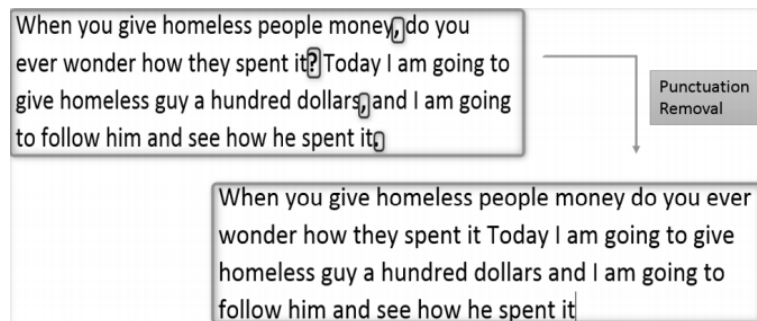 When you give homeless people money, do you
ever wonder how they spent it? Today I am going to
give homeless guy a hundred dollars, and I am going
to follow him and see how he spent it.
Punctuation
Removal
When you give homeless people money do you ever
wonder how they spent it Today I am going to give
homeless guy a hundred dollars and I am going to
follow him and see how he spent it